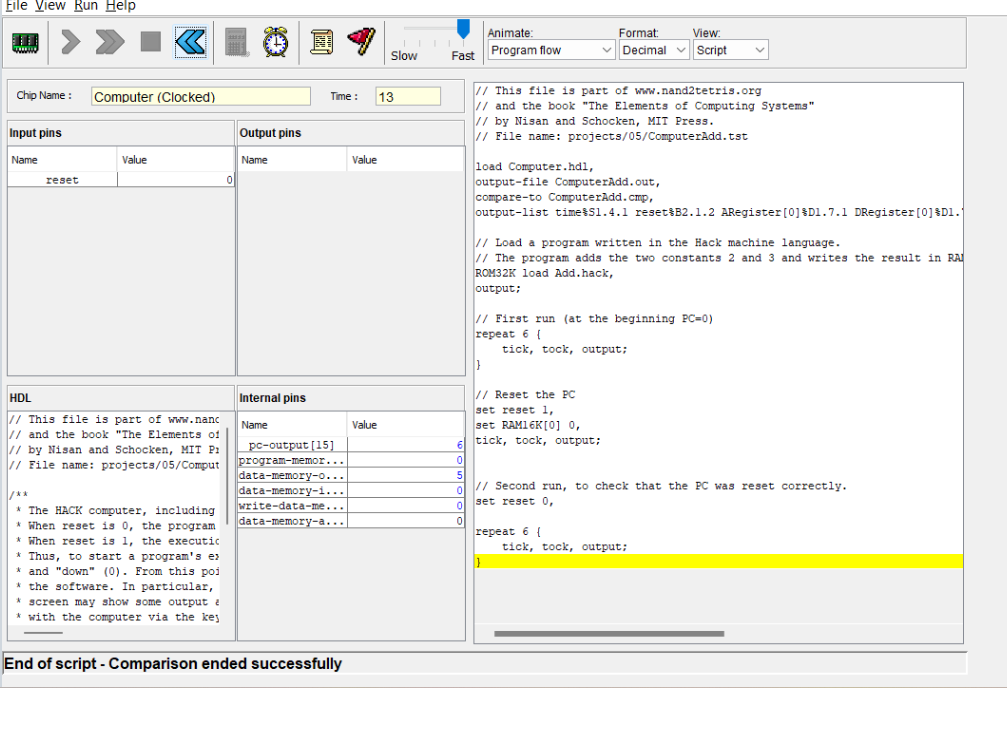 File View Run Help
Slow
Fast
Animate:
Program flow
Format:
Decimal
View:
Script
Chip Name :
Computer (Clocked)
Time :
13
Input pins
Name
Value
reset
0
Output pins
Name
Value
HDL
// This file is part of www.nand
// and the book "The Elements of
// by Nisan and Schocken, MIT Pr
// File name: projects/05/Comput
/**
* The HACK computer, including
* When reset is 0, the program
* When reset is 1, the executio
* Thus, to start a program's ex
* and "down" (0). From this poi
* the software. In particular,
* screen may show some output a
* with the computer via the key
Internal pins
Name
Value
pc-output[15]
6
program-memor...
0
data-memory-o...
5
data-memory-i...
0
write-data-me...
0
data-memory-a...
0
// This file is part of www.nand2tetris.org
// and the book "The Elements of Computing Systems"
// by Nisan and Schocken, MIT Press.
// File name: projects/05/ComputerAdd.tst
load Computer.hdl,
output-file ComputerAdd.out,
compare-to ComputerAdd.cmp,
output-list time%S1.4.1 reset%B2.1.2 ARegister[0]%D1.7.1 DRegister[0]%D1.
// Load a program written in the Hack machine language.
// The program adds the two constants 2 and 3 and writes the result in RAM
ROM32K load Add.hack,
output;
// First run (at the beginning PC=0)
repeat 6 {
tick, tock, output;
}
// Reset the PC
set reset 1,
set RAM16K[0] 0,
tick, tock, output;
// Second run, to check that the PC was reset correctly.
set reset 0,
repeat 6 {
tick, tock, output;
}
End of script - Comparison ended successfully